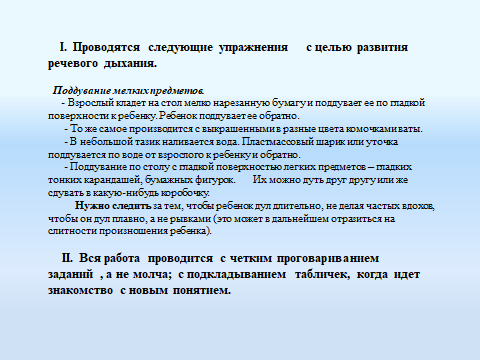 I. Проводятся следующие упражнения с целью развития
речевого дыхания.
Поддувание мелких предметов.
- Взрослый кладет на стол мелко нарезанную бумагу и поддувает ее по гладкой
поверхности к ребенку. Ребенок поддувает ее обратно.
- То же самое производится с выкрашенными в разные цвета комочками ваты.
- В небольшой тазик наливается вода. Пластмассовый шарик или уточка
поддувается по воде от взрослого к ребенку и обратно.
- Поддувание по столу с гладкой поверхностью легких предметов – гладких
тонких карандашей, бумажных фигурок. Их можно дуть друг другу или же
сдувать в какую-нибудь коробочку.
Нужно следить за тем, чтобы ребенок дул длительно, не делая частых вдохов,
чтобы он дул плавно, а не рывками (это может в дальнейшем отразиться на
слитности произношения ребенка).
II. Вся работа проводится с четким проговариванием
заданий , а не молча; с подкладыванием табличек, когда идет
знакомство с новым понятием.